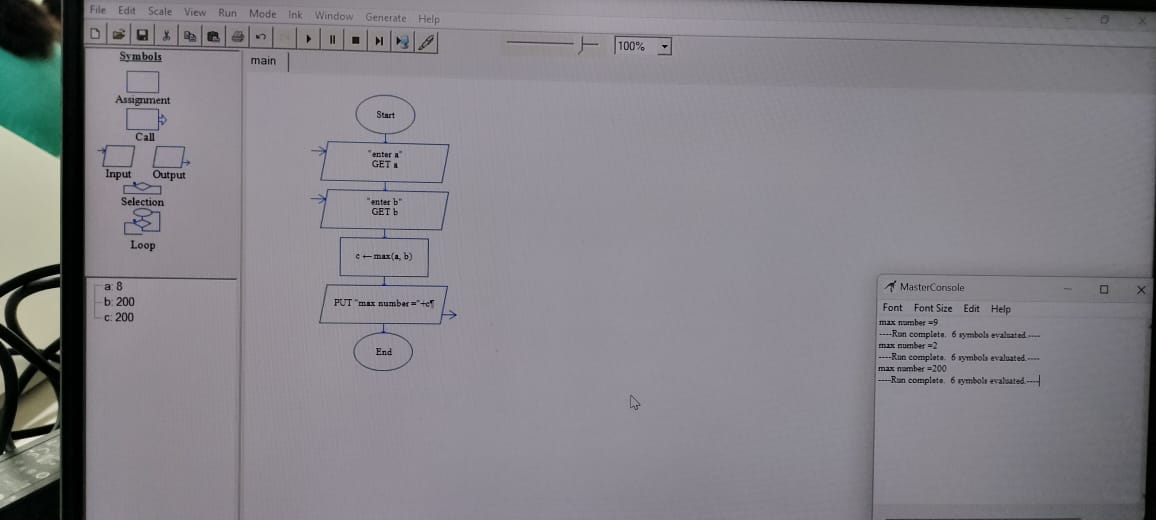 File Edit Scale View Run Mode Ink Window Generate Help
100%
Symbols
Assignment
Call
Input Output
Selection
Loop
a: 8
b: 200
c: 200
main
Start
"enter a"
GET a
"enter b"
GET b
c ← max(a, b)
PUT "max number ="+c¶
End
MasterConsole
Font Font Size Edit Help
max number =9
----Run complete. 6 symbols evaluated.----
max number =2
----Run complete. 6 symbols evaluated.----
max number =200
----Run complete. 6 symbols evaluated.----